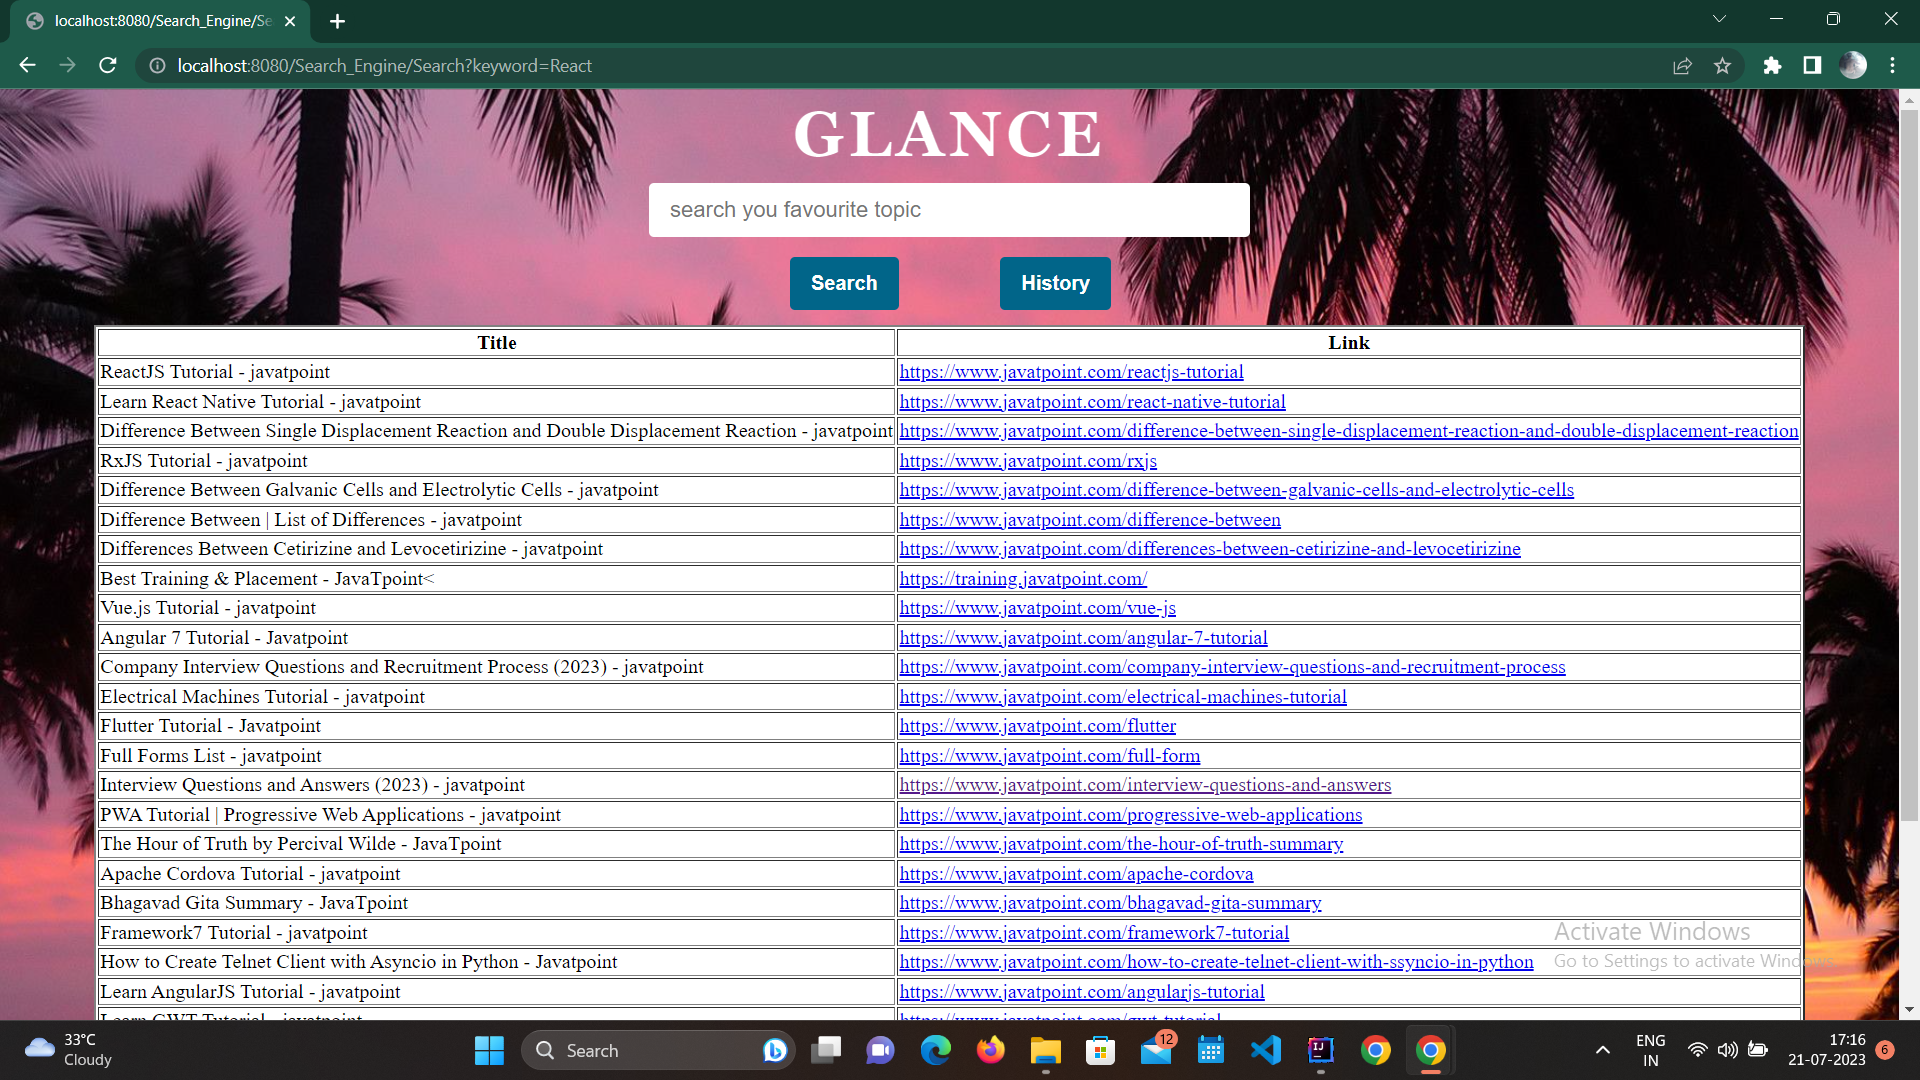 localhost:8080/Search_Engine/Se
localhost:8080/Search_Engine/Search?keyword=React
GLANCE
search you favourite topic
Search History
Title Link
ReactJS Tutorial - javatpoint https://www.javatpoint.com/reactjs-tutorial
Learn React Native Tutorial - javatpoint https://www.javatpoint.com/react-native-tutorial
Difference Between Single Displacement Reaction and Double Displacement Reaction - javatpoint https://www.javatpoint.com/difference-between-single-displacement-reaction-and-double-displacement-reaction
RxJS Tutorial - javatpoint https://www.javatpoint.com/rxjs
Difference Between Galvanic Cells and Electrolytic Cells - javatpoint https://www.javatpoint.com/difference-between-galvanic-cells-and-electrolytic-cells
Difference Between | List of Differences - javatpoint https://www.javatpoint.com/difference-between
Differences Between Cetirizine and Levocetirizine - javatpoint https://www.javatpoint.com/differences-between-cetirizine-and-levocetirizine
Best Training & Placement - JavaTpoint< https://training.javatpoint.com/
Vue.js Tutorial - javatpoint https://www.javatpoint.com/vue-js
Angular 7 Tutorial - Javatpoint https://www.javatpoint.com/angular-7-tutorial
Company Interview Questions and Recruitment Process (2023) - javatpoint https://www.javatpoint.com/company-interview-questions-and-recruitment-process
Electrical Machines Tutorial - javatpoint https://www.javatpoint.com/electrical-machines-tutorial
Flutter Tutorial - Javatpoint https://www.javatpoint.com/flutter
Full Forms List - javatpoint https://www.javatpoint.com/full-form
Interview Questions and Answers (2023) - javatpoint https://www.javatpoint.com/interview-questions-and-answers
PWA Tutorial | Progressive Web Applications - javatpoint https://www.javatpoint.com/progressive-web-applications
The Hour of Truth by Percival Wilde - JavaTpoint https://www.javatpoint.com/the-hour-of-truth-summary
Apache Cordova Tutorial - javatpoint https://www.javatpoint.com/apache-cordova
Bhagavad Gita Summary - JavaTpoint https://www.javatpoint.com/bhagavad-gita-summary
Framework7 Tutorial - javatpoint https://www.javatpoint.com/framework7-tutorial
How to Create Telnet Client with Asyncio in Python - Javatpoint https://www.javatpoint.com/how-to-create-telnet-client-with-ssyncio-in-python
Learn AngularJS Tutorial - javatpoint https://www.javatpoint.com/angularjs-tutorial
Learn GWT Tutorial - javatpoint https://www.javatpoint.com/gwt-tutorial
Activate Windows
Go to Settings to activate Windows.
33°C
Cloudy
Search
12
IJ
ENG
IN
17:16
21-07-2023
6